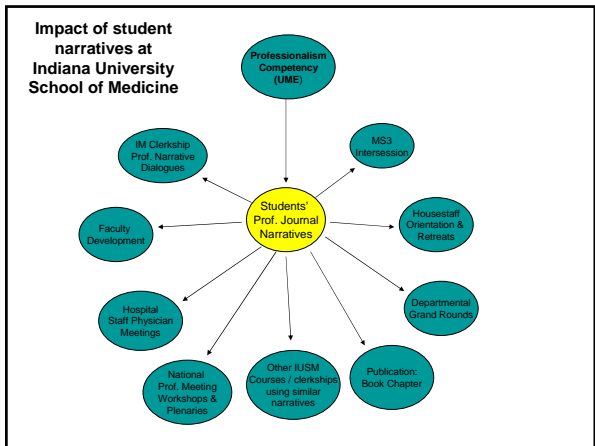 Impact of student
narratives at
Indiana University
School of Medicine
Professionalism
Competency
(UME)
IM Clerkship
Prof. Narrative
Dialogues
MS3
Intersession
Students'
Prof. Journal
Narratives
Faculty
Development
Housestaff
Orientation &
Retreats
Hospital
Staff Physician
Meetings
Departmental
Grand Rounds
National
Prof. Meeting
Workshops &
Plenaries
Other IUSM
Courses / clerkships
using similar
narratives
Publication:
Book Chapter